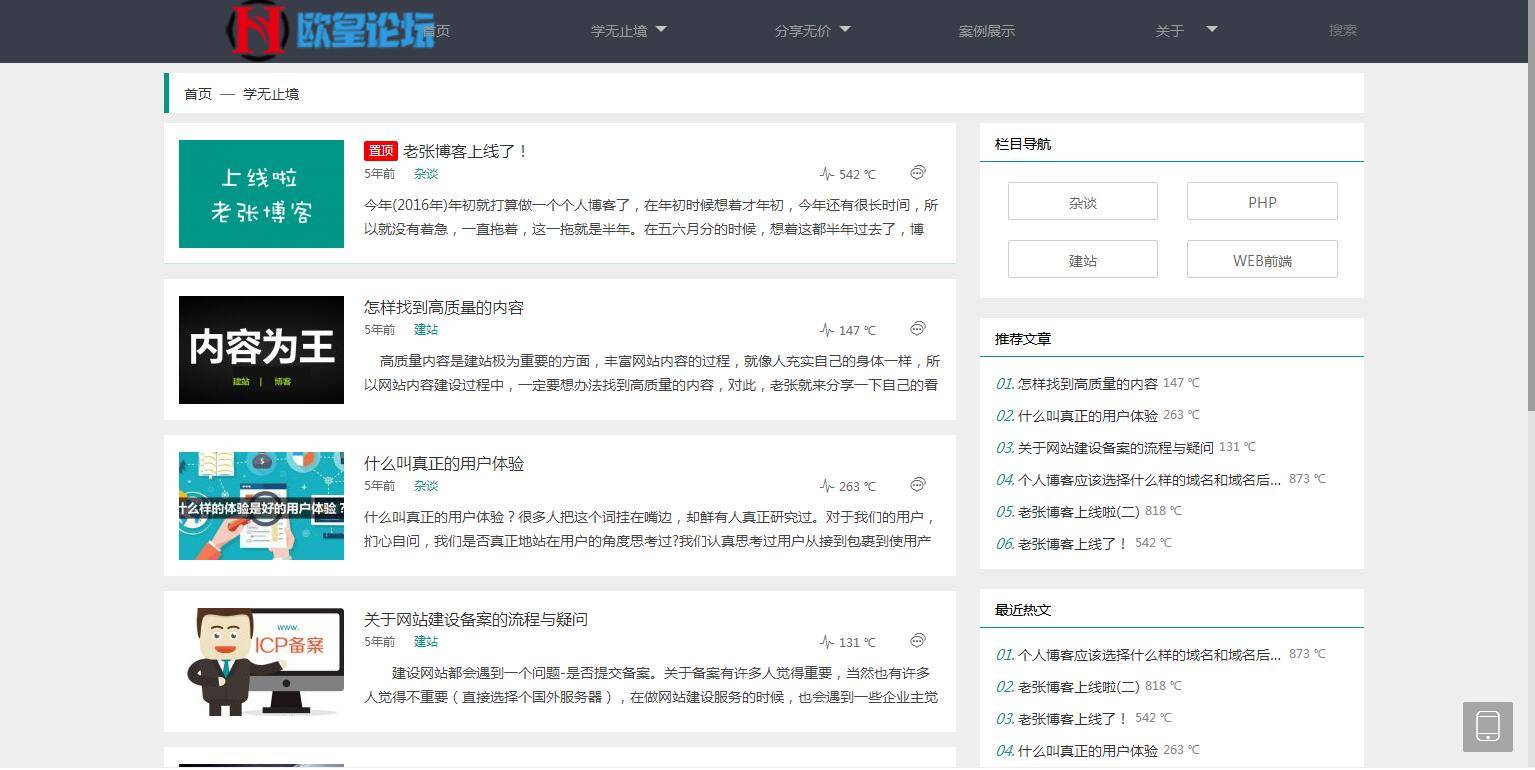 欧皇论坛
首页
学无止境
分享无价
案例展示
关于
搜索
首页 — 学无止境
上线啦
老张博客
置顶 老张博客上线了！
5年前 杂谈 542 ℃
今年(2016年)年初就打算做一个个人博客了，在年初时候想着才年初，今年还有很长时间，所
以就没有着急，一直拖着，这一拖就是半年。在五六月分的时候，想着这都半年过去了，博
内容为王
建站 | 博客
怎样找到高质量的内容
5年前 建站 147 ℃
高质量内容是建站极为重要的方面，丰富网站内容的过程，就像人充实自己的身体一样，所
以网站内容建设过程中，一定要想办法找到高质量的内容，对此，老张就来分享一下自己的看
什么样的体验是好的用户体验？
什么叫真正的用户体验
5年前 杂谈 263 ℃
什么叫真正的用户体验？很多人把这个词挂在嘴边，却鲜有人真正研究过。对于我们的用户，
扪心自问，我们是否真正地站在用户的角度思考过?我们认真思考过用户从接到包裹到使用产
www.
ICP备案
关于网站建设备案的流程与疑问
5年前 建站 131 ℃
建设网站都会遇到一个问题-是否提交备案。关于备案有许多人觉得重要，当然也有许多
人觉得不重要（直接选择个国外服务器），在做网站建设服务的时候，也会遇到一些企业主觉
栏目导航
杂谈
PHP
建站
WEB前端
推荐文章
01. 怎样找到高质量的内容 147 ℃
02. 什么叫真正的用户体验 263 ℃
03. 关于网站建设备案的流程与疑问 131 ℃
04. 个人博客应该选择什么样的域名和域名后... 873 ℃
05. 老张博客上线啦(二) 818 ℃
06. 老张博客上线了！ 542 ℃
最近热文
01. 个人博客应该选择什么样的域名和域名后... 873 ℃
02. 老张博客上线啦(二) 818 ℃
03. 老张博客上线了！ 542 ℃
04. 什么叫真正的用户体验 263 ℃